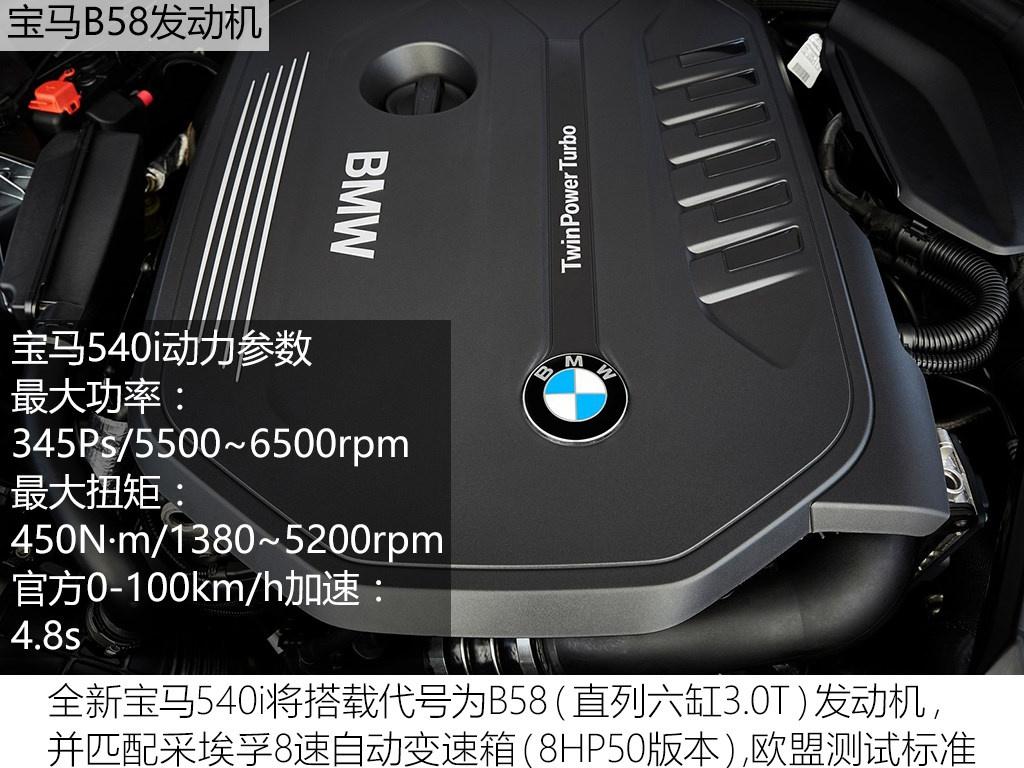 宝马B58发动机
BMW
TwinPower Turbo
BMW
宝马540i动力参数
最大功率：
345Ps/5500~6500rpm
最大扭矩：
450N·m/1380~5200rpm
官方0-100km/h加速：
4.8s
全新宝马540i将搭载代号为B58(直列六缸3.0T)发动机,
并匹配采埃孚8速自动变速箱(8HP50版本),欧盟测试标准